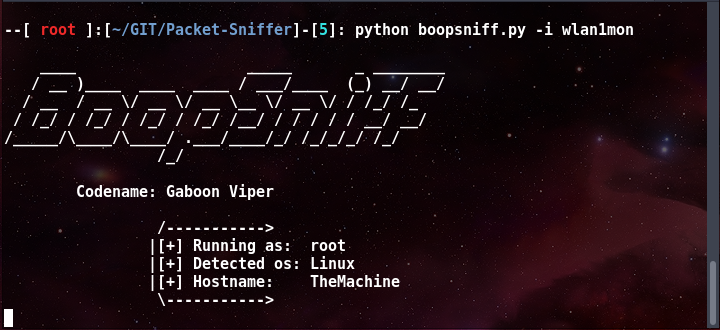 --[ root ]:[~/GIT/Packet-Sniffer]-[5]: python boopsniff.py -i wlan1mon
BoopSniff
Codename: Gaboon Viper
/----------->
|[+] Running as:  root
|[+] Detected os: Linux
|[+] Hostname:    TheMachine
\----------->